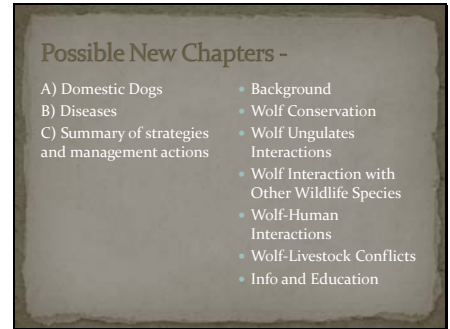 Possible New Chapters -
A) Domestic Dogs
B) Diseases
C) Summary of strategies
and management actions
• Background
• Wolf Conservation
• Wolf Ungulates
Interactions
• Wolf Interaction with
Other Wildlife Species
• Wolf-Human
Interactions
• Wolf-Livestock Conflicts
• Info and Education